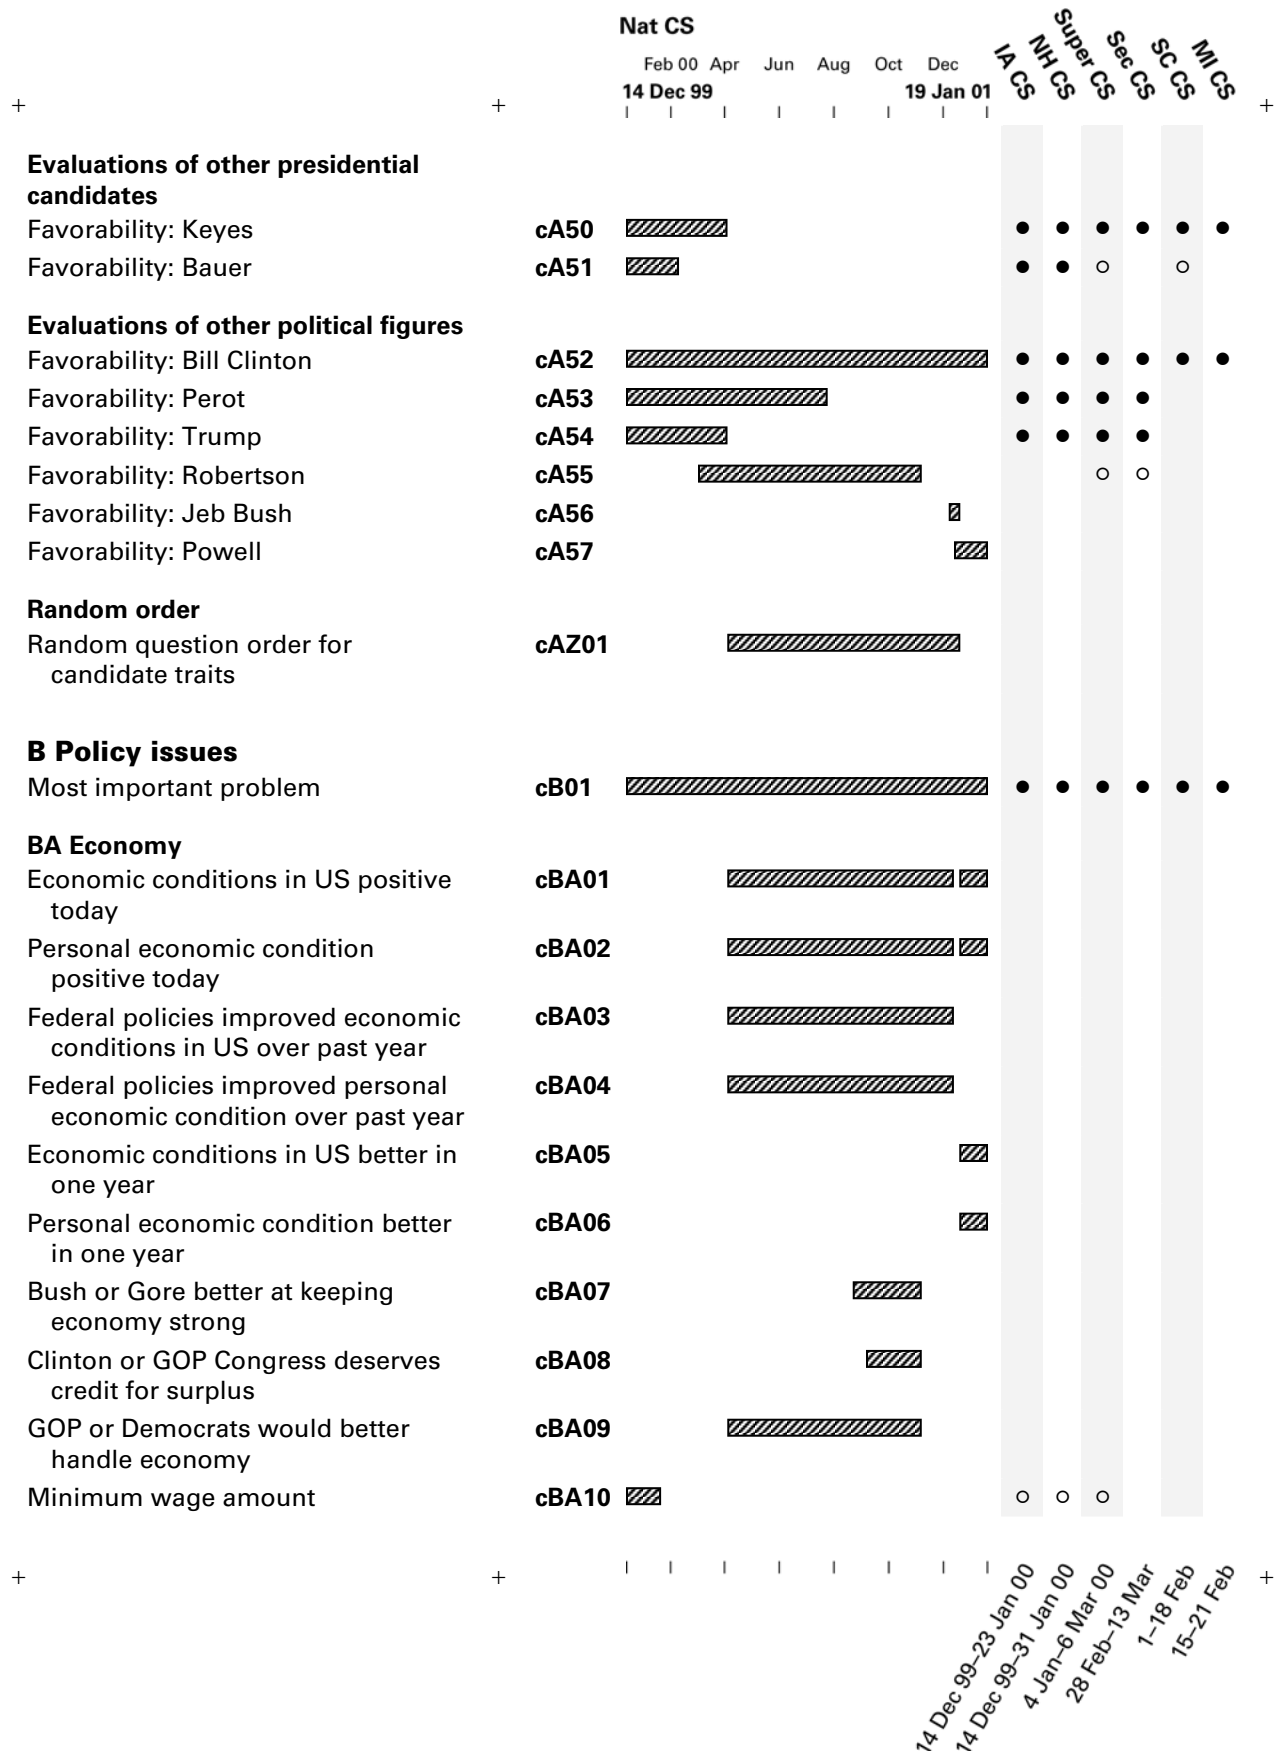 Nat CS
Feb 00 Apr Jun Aug Oct Dec
14 Dec 99 19 Jan 01
IA CS NH CS Super CS Sec CS SC CS MI CS
Evaluations of other presidential
candidates
Favorability: Keyes cA50
Favorability: Bauer cA51
Evaluations of other political figures
Favorability: Bill Clinton cA52
Favorability: Perot cA53
Favorability: Trump cA54
Favorability: Robertson cA55
Favorability: Jeb Bush cA56
Favorability: Powell cA57
Random order
Random question order for cAZ01
candidate traits
B Policy issues
Most important problem cB01
BA Economy
Economic conditions in US positive cBA01
today
Personal economic condition cBA02
positive today
Federal policies improved economic cBA03
conditions in US over past year
Federal policies improved personal cBA04
economic condition over past year
Economic conditions in US better in cBA05
one year
Personal economic condition better cBA06
in one year
Bush or Gore better at keeping cBA07
economy strong
Clinton or GOP Congress deserves cBA08
credit for surplus
GOP or Democrats would better cBA09
handle economy
Minimum wage amount cBA10
14 Dec 99–23 Jan 00
14 Dec 99–31 Jan 00
4 Jan–6 Mar 00
28 Feb–13 Mar
1–18 Feb
15–21 Feb